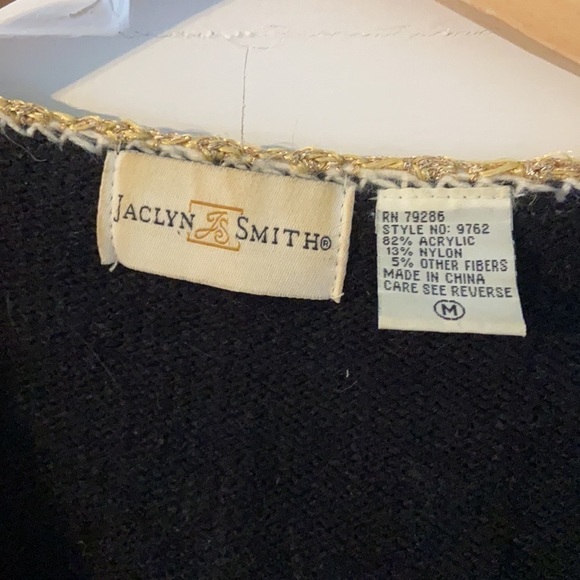 JACLYN JS SMITH®
RN 79286
STYLE NO: 9762
82% ACRYLIC
13% NYLON
5% OTHER FIBERS
MADE IN CHINA
CARE SEE REVERSE
M